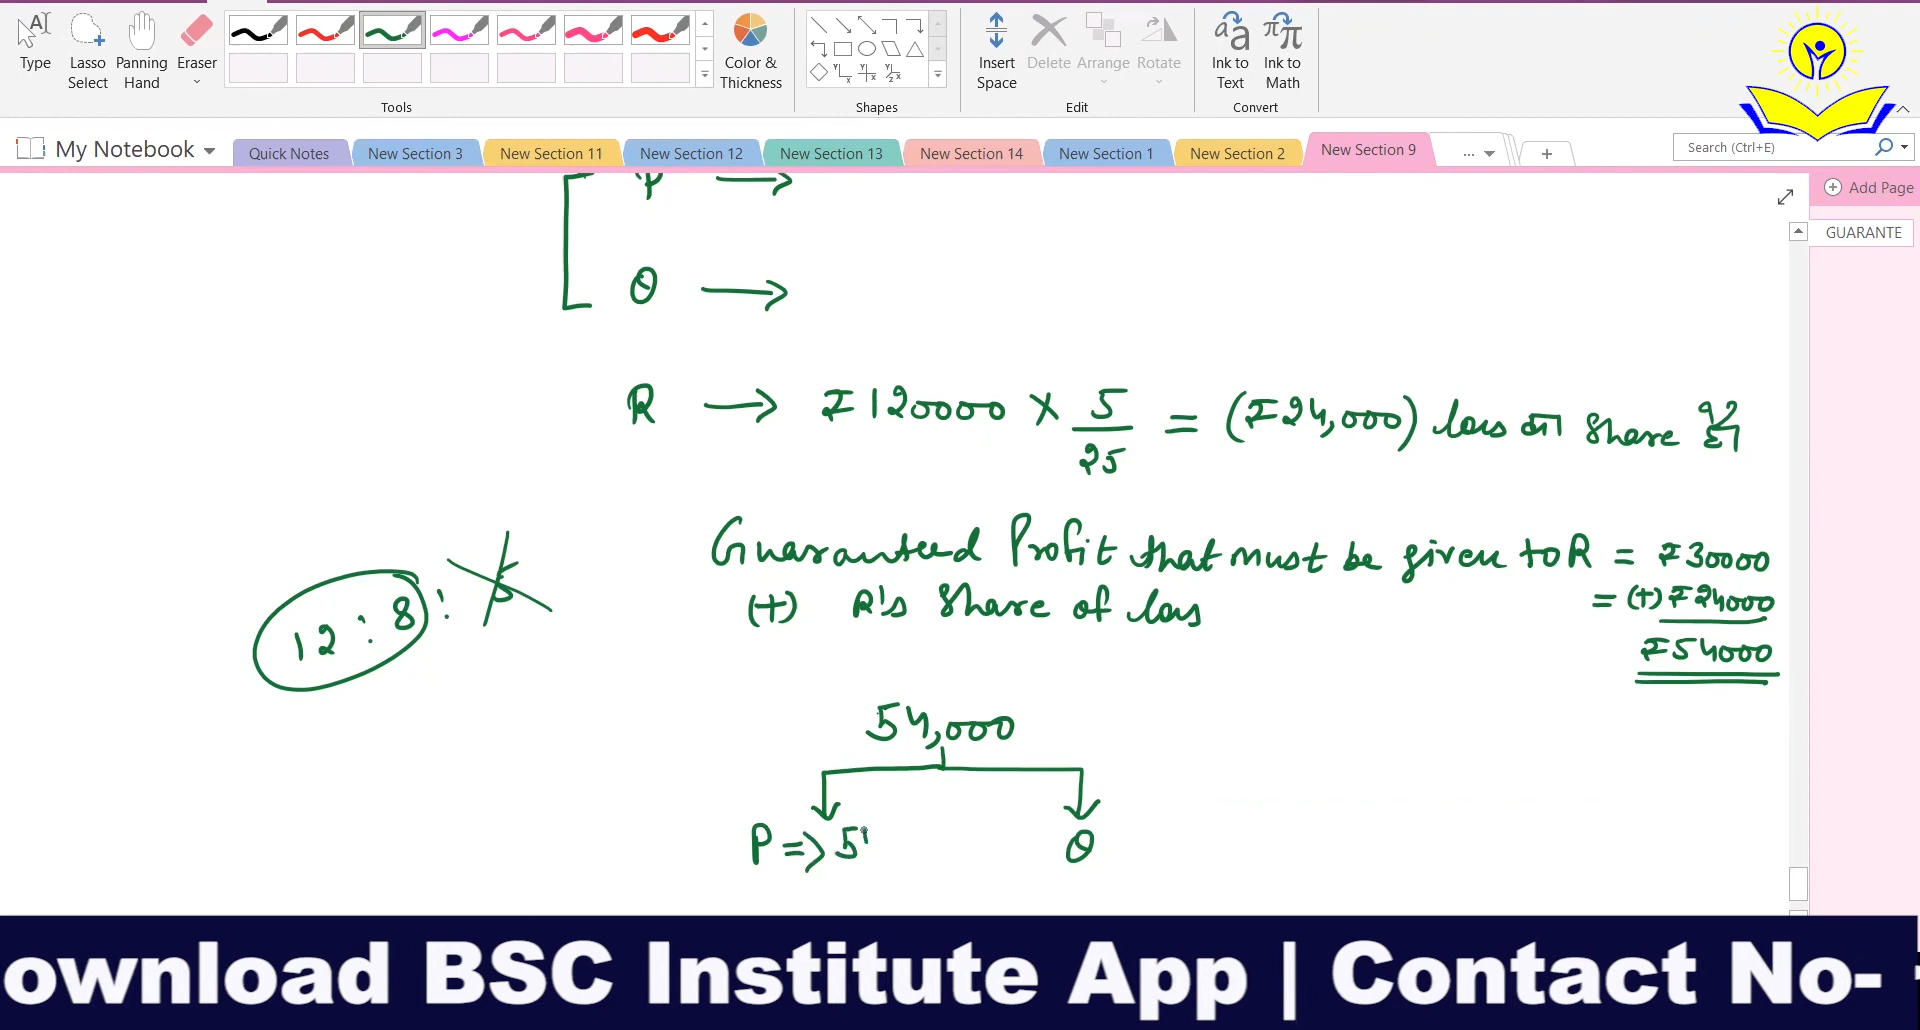 Type
Lasso Select
Panning Hand
Eraser
Color & Thickness
Insert Space
Delete
Arrange
Rotate
Ink to Text
Ink to Math
Tools
Shapes
Edit
Convert
My Notebook
Quick Notes
New Section 3
New Section 11
New Section 12
New Section 13
New Section 14
New Section 1
New Section 2
New Section 9
...
Search (Ctrl+E)
Add Page
GUARANTE
P →
Q →
R → ₹120000 × 5/25 = (₹24,000) loss का share है
Guaranteed Profit that must be given to R = ₹30000
(+) R's share of loss = (+) ₹24000
₹54000
12 : 8 : 5
54,000
P => 5
Q
ownload BSC Institute App | Contact No-